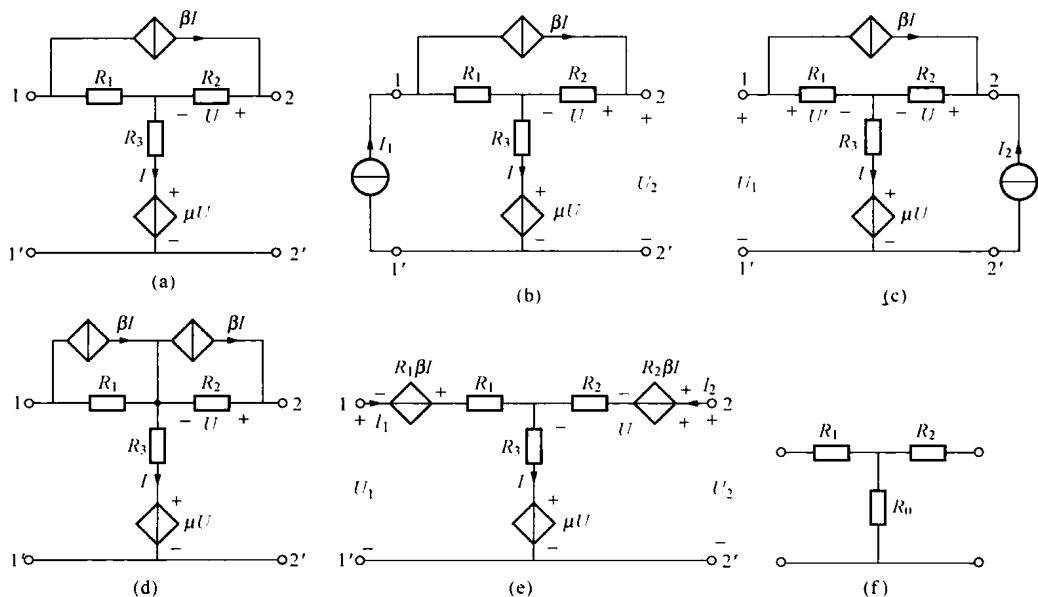 βI
R₁ R₂
1 2
− U +
R₃
I
+
μU
−
1′ 2′
(a)
βI
1 R₁ R₂ 2
− U + +
R₃
I₁ I
+ U₂
μU
− −
1′ 2′
(b)
βI
1 R₁ R₂ 2
+ + U′ − − U +
R₃
I I₂
U₁ +
μU
− −
1′ 2′
(c)
βI βI
R₁ R₂
1 2
− U +
R₃
I
+
μU
−
1′ 2′
(d)
R₁βI R₂βI
1 − + R₁ R₂ − + I₂ 2
+ I₁ − U + +
R₃
I
U₁ + U₂
μU
− − −
1′ 2′
(e)
R₁ R₂
R₀
(f)